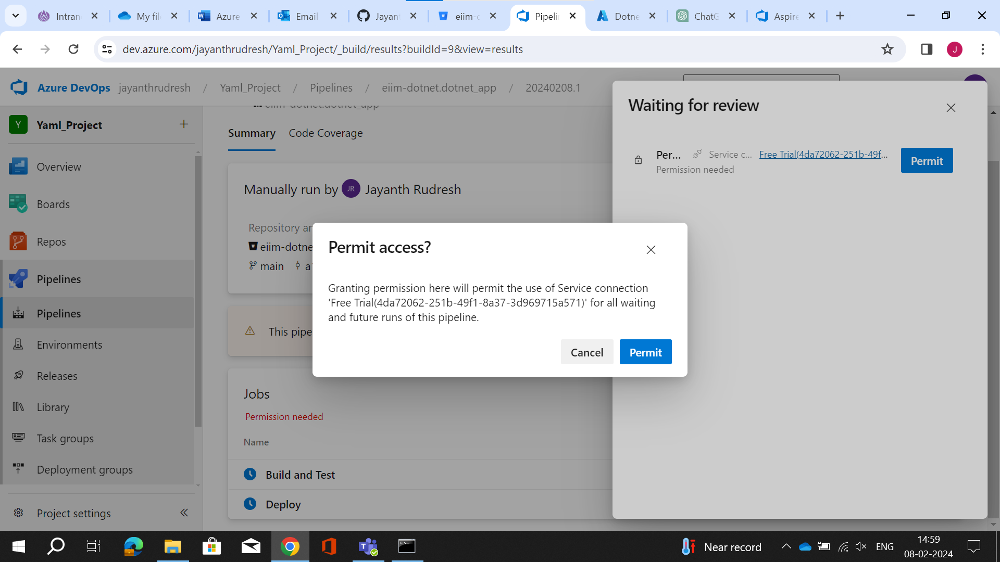 Intran
My fil
Azure
Email
Jayant
eiim-d
Pipelin
Dotne
ChatG
Aspire
dev.azure.com/jayanthrudresh/Yaml_Project/_build/results?buildId=9&view=results
J
Azure DevOps jayanthrudresh / Yaml_Project / Pipelines / eiim-dotnet.dotnet_app / 20240208.1
eiim-dotnet.dotnet_app
Y Yaml_Project
Overview
Boards
Repos
Pipelines
Pipelines
Environments
Releases
Library
Task groups
Deployment groups
Project settings
Summary Code Coverage
Manually run by JR Jayanth Rudresh
Repository an
eiim-dotne
main a
This pipe
Jobs
Permission needed
Name
Build and Test
Deploy
Waiting for review
Per... Service c... Free Trial(4da72062-251b-49f... Permit
Permission needed
Permit access?
Granting permission here will permit the use of Service connection
'Free Trial(4da72062-251b-49f1-8a37-3d969715a571)' for all waiting
and future runs of this pipeline.
Cancel Permit
Near record
ENG
14:59
08-02-2024